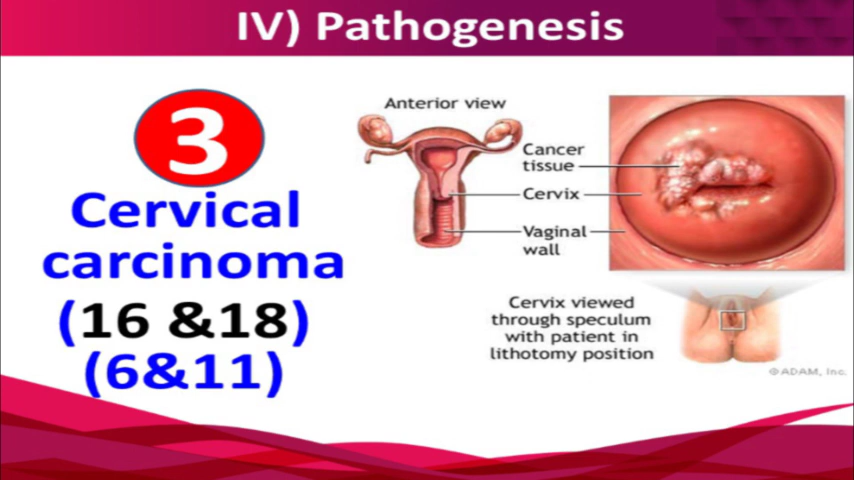 IV) Pathogenesis
3
Cervical
carcinoma
(16 &18)
(6&11)
Anterior view
Cancer
tissue
Cervix
Vaginal
wall
Cervix viewed
through speculum
with patient in
lithotomy position
©ADAM, Inc.